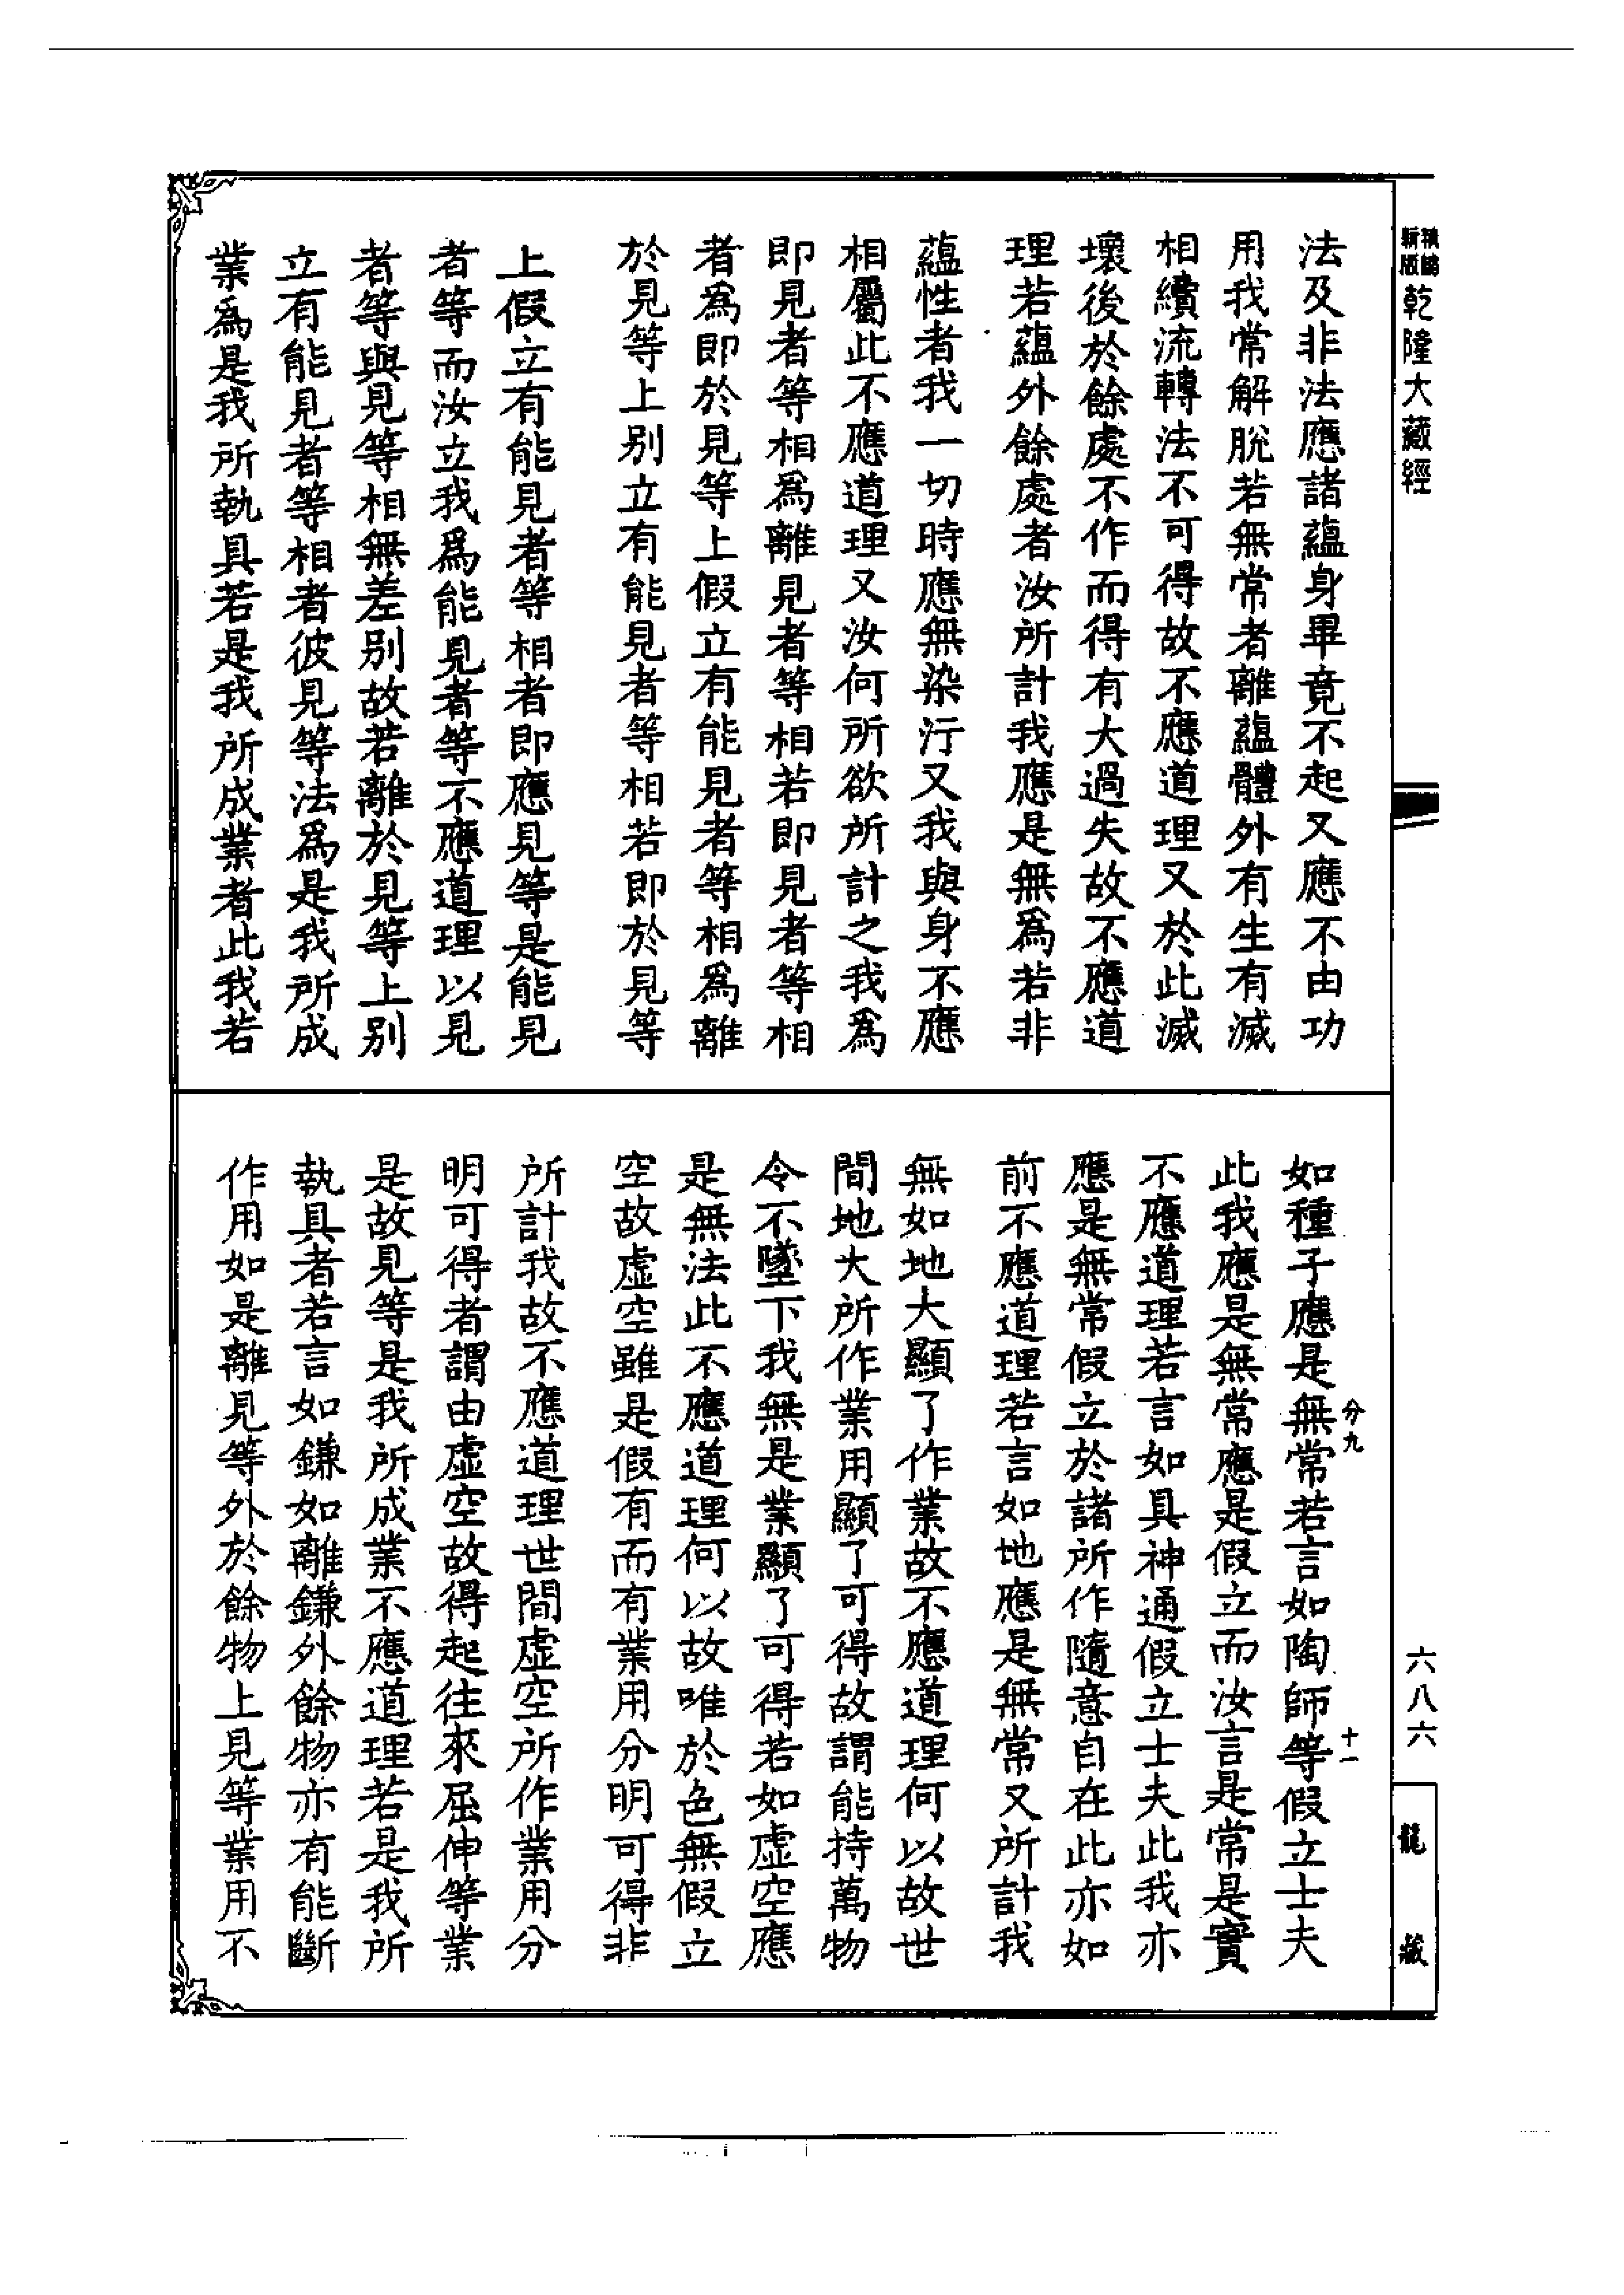 新版精縮乾隆大藏經
法及非法應諸蘊身畢竟不起又應不由功
用我常解脫若無常者離蘊體外有生有滅
相續流轉法不可得故不應道理又於此滅
壞後於餘處不作而得有大過失故不應道
理若蘊外餘處者汝所計我應是無為若非
蘊性者我一切時應無染汙又我與身不應
相屬此不應道理又汝何所欲所計之我為
即見者等相為離見者等相若即見者等相
者為即於見等上假立有能見者等相為離
於見等上別立有能見者等相若即於見等
上假立有能見者等相者即應見等是能見
者等而汝立我為能見者等不應道理以見
者等與見等相無差別故若離於見等上別
立有能見者等相者彼見等法為是我所成
業為是我所執具若是我所成業者此我若
如種子應是無常若言如陶師等假立士夫
此我應是無常應是假立而汝言是常是實
不應道理若言如具神通假立士夫此我亦
應是無常假立於諸所作隨意自在此亦如
前不應道理若言如地應是無常又所計我
無如地大顯了作業故不應道理何以故世
間地大所作業用顯了可得故謂能持萬物
令不墜下我無是業顯了可得若如虛空應
是無法此不應道理何以故唯於色無假立
空故虛空雖是假有而有業用分明可得非
所計我故不應道理世間虛空所作業用分
明可得者謂由虛空故得起往來屈伸等業
是故見等是我所成業不應道理若是我所
執具者若言如鎌如離鎌外餘物亦有能斷
作用如是離見等外於餘物上見等業用不
分九
十一
六八六
龍藏